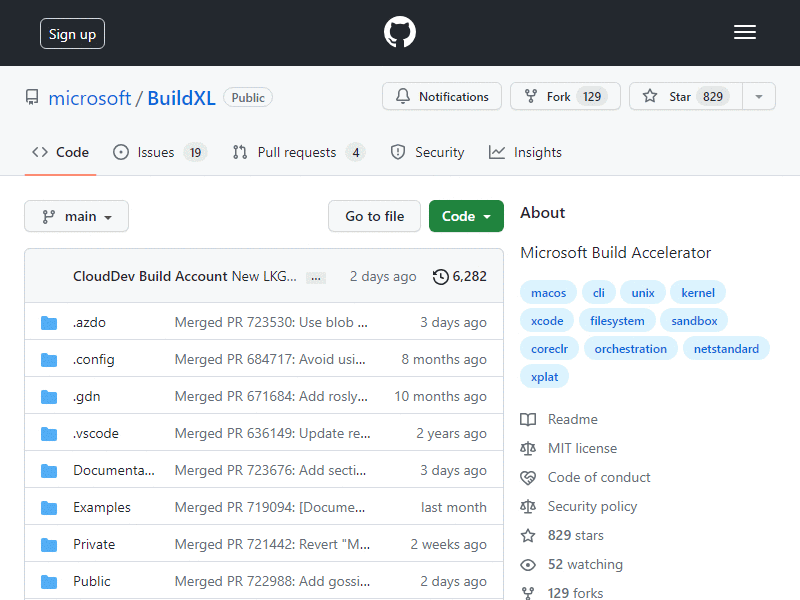 Sign up
microsoft / BuildXL Public
Notifications Fork 129 Star 829
Code Issues 19 Pull requests 4 Security Insights
main Go to file Code
CloudDev Build Account New LKG... ... 2 days ago 6,282
.azdo Merged PR 723530: Use blob ... 3 days ago
.config Merged PR 684717: Avoid usi... 8 months ago
.gdn Merged PR 671684: Add rosly... 10 months ago
.vscode Merged PR 636149: Update re... 2 years ago
Documenta... Merged PR 723676: Add secti... 3 days ago
Examples Merged PR 719094: [Docume... last month
Private Merged PR 721442: Revert "M... 2 weeks ago
Public Merged PR 722988: Add gossi... 2 days ago
About
Microsoft Build Accelerator
macos cli unix kernel
xcode filesystem sandbox
coreclr orchestration netstandard
xplat
Readme
MIT license
Code of conduct
Security policy
829 stars
52 watching
129 forks